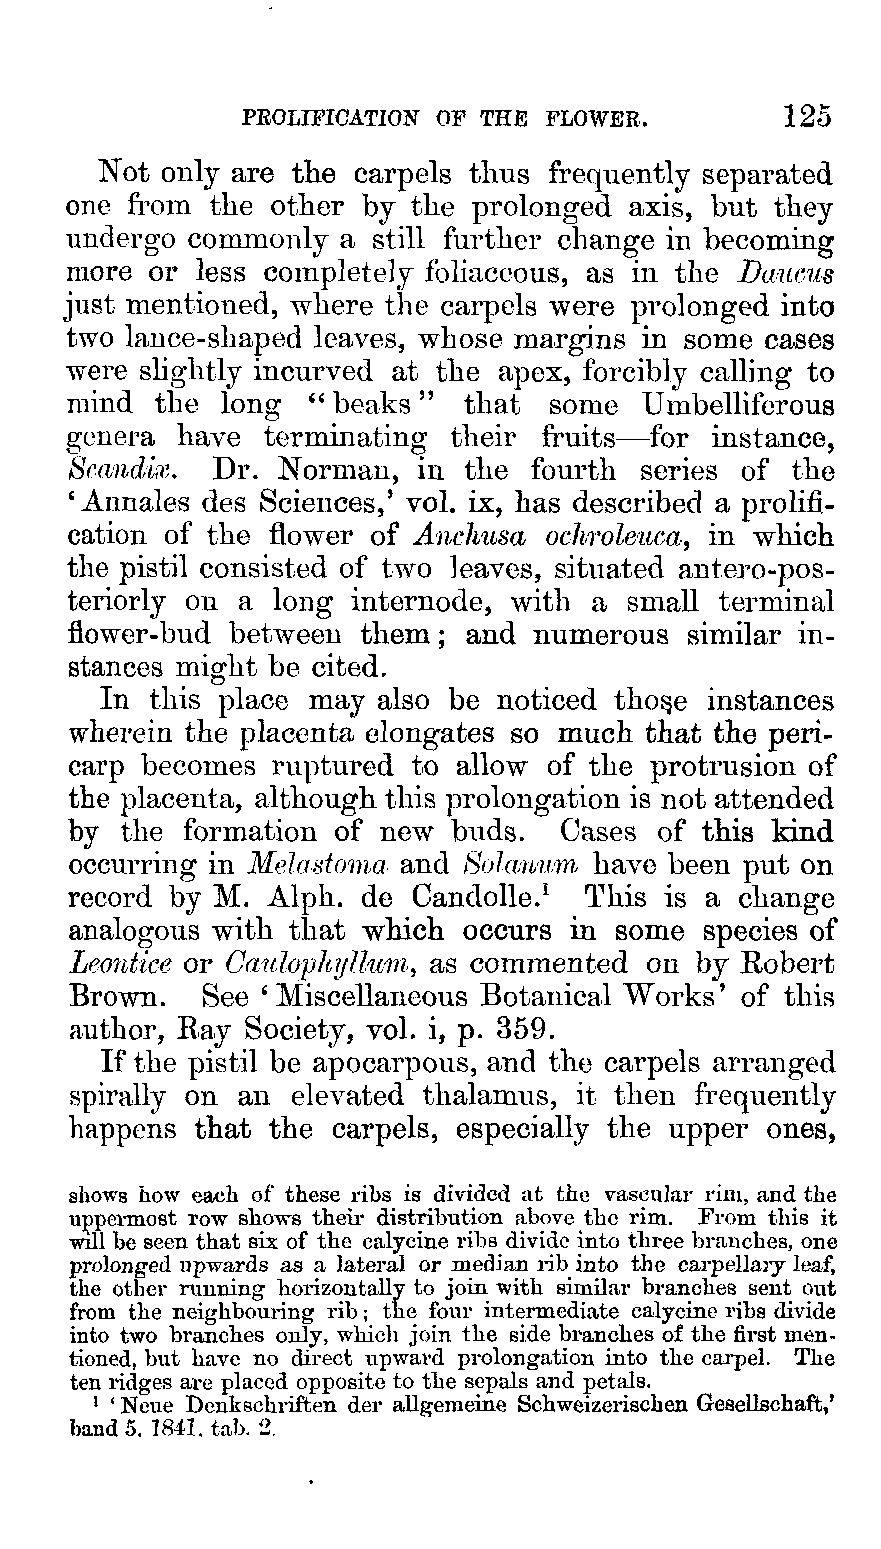 PROLIFICATION OF THE FLOWER. 125
Not only are the carpels thus frequently separated
one from the other by the prolonged axis, but they
undergo commonly a still further change in becoming
more or less completely foliaceous, as in the Daucus
just mentioned, where the carpels were prolonged into
two lance-shaped leaves, whose margins in some cases
were slightly incurved at the apex, forcibly calling to
mind the long “beaks” that some Umbelliferous
genera have terminating their fruits—for instance,
Scandix. Dr. Norman, in the fourth series of the
‘Annales des Sciences,’ vol. ix, has described a prolifi-
cation of the flower of Anchusa ochroleuca, in which
the pistil consisted of two leaves, situated antero-pos-
teriorly on a long internode, with a small terminal
flower-bud between them; and numerous similar in-
stances might be cited.
In this place may also be noticed those instances
wherein the placenta elongates so much that the peri-
carp becomes ruptured to allow of the protrusion of
the placenta, although this prolongation is not attended
by the formation of new buds. Cases of this kind
occurring in Melastoma and Solanum have been put on
record by M. Alph. de Candolle.¹ This is a change
analogous with that which occurs in some species of
Leontice or Caulophyllum, as commented on by Robert
Brown. See ‘Miscellaneous Botanical Works’ of this
author, Ray Society, vol. i, p. 359.
If the pistil be apocarpous, and the carpels arranged
spirally on an elevated thalamus, it then frequently
happens that the carpels, especially the upper ones,
shows how each of these ribs is divided at the vascular rim, and the
uppermost row shows their distribution above the rim. From this it
will be seen that six of the calycine ribs divide into three branches, one
prolonged upwards as a lateral or median rib into the carpellary leaf,
the other running horizontally to join with similar branches sent out
from the neighbouring rib; the four intermediate calycine ribs divide
into two branches only, which join the side branches of the first men-
tioned, but have no direct upward prolongation into the carpel. The
ten ridges are placed opposite to the sepals and petals.
¹ ‘Neue Denkschriften der allgemeine Schweizerischen Gesellschaft,’
band 5, 1841, tab. 2.